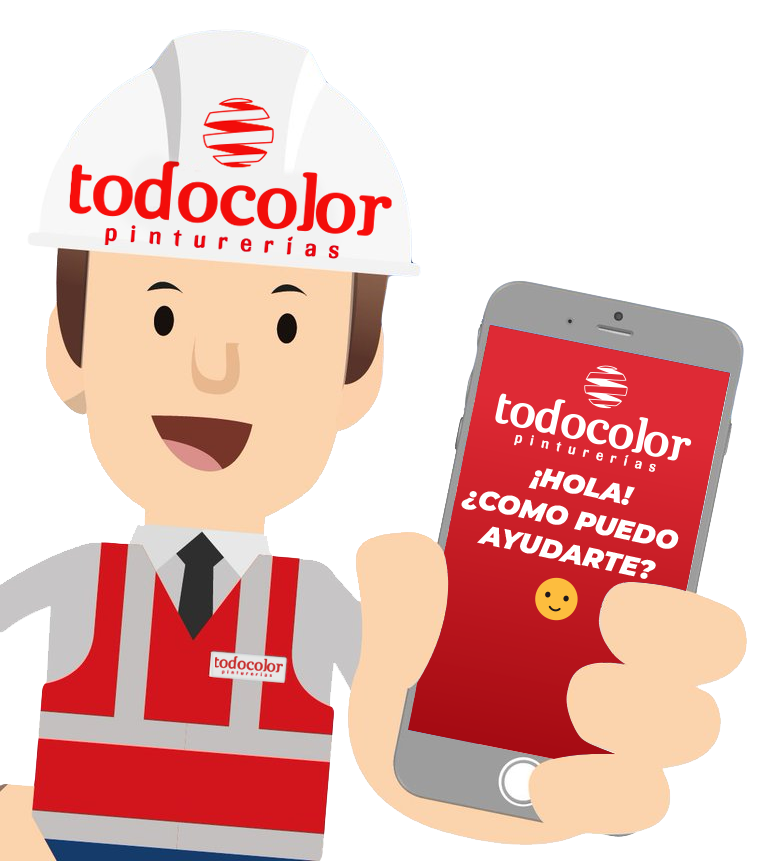 todocolor
pinturerías
todocolor
pinturerías
¡HOLA!
¿COMO PUEDO
AYUDARTE?
todocolor
pinturerías